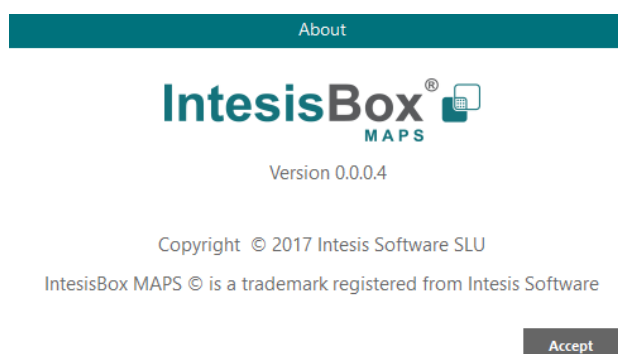 About
IntesisBox®
MAPS
Version 0.0.0.4
Copyright © 2017 Intesis Software SLU
IntesisBox MAPS © is a trademark registered from Intesis Software
Accept